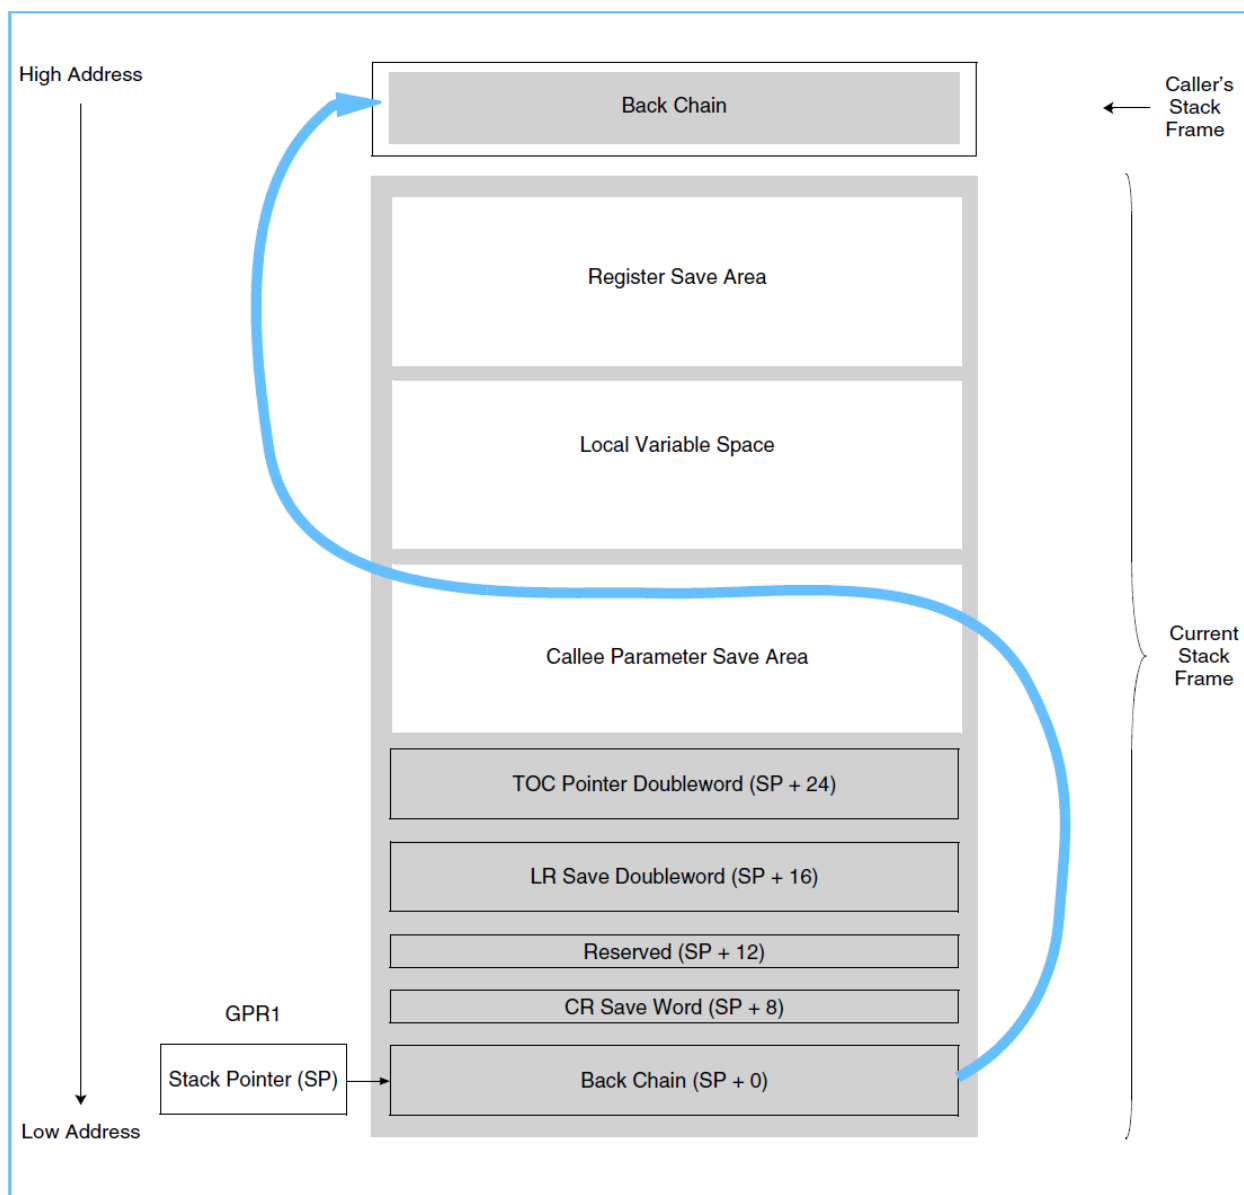 High Address
Back Chain
Caller's
Stack
Frame
Register Save Area
Local Variable Space
Callee Parameter Save Area
Current
Stack
Frame
TOC Pointer Doubleword (SP + 24)
LR Save Doubleword (SP + 16)
Reserved (SP + 12)
CR Save Word (SP + 8)
GPR1
Stack Pointer (SP)
Back Chain (SP + 0)
Low Address